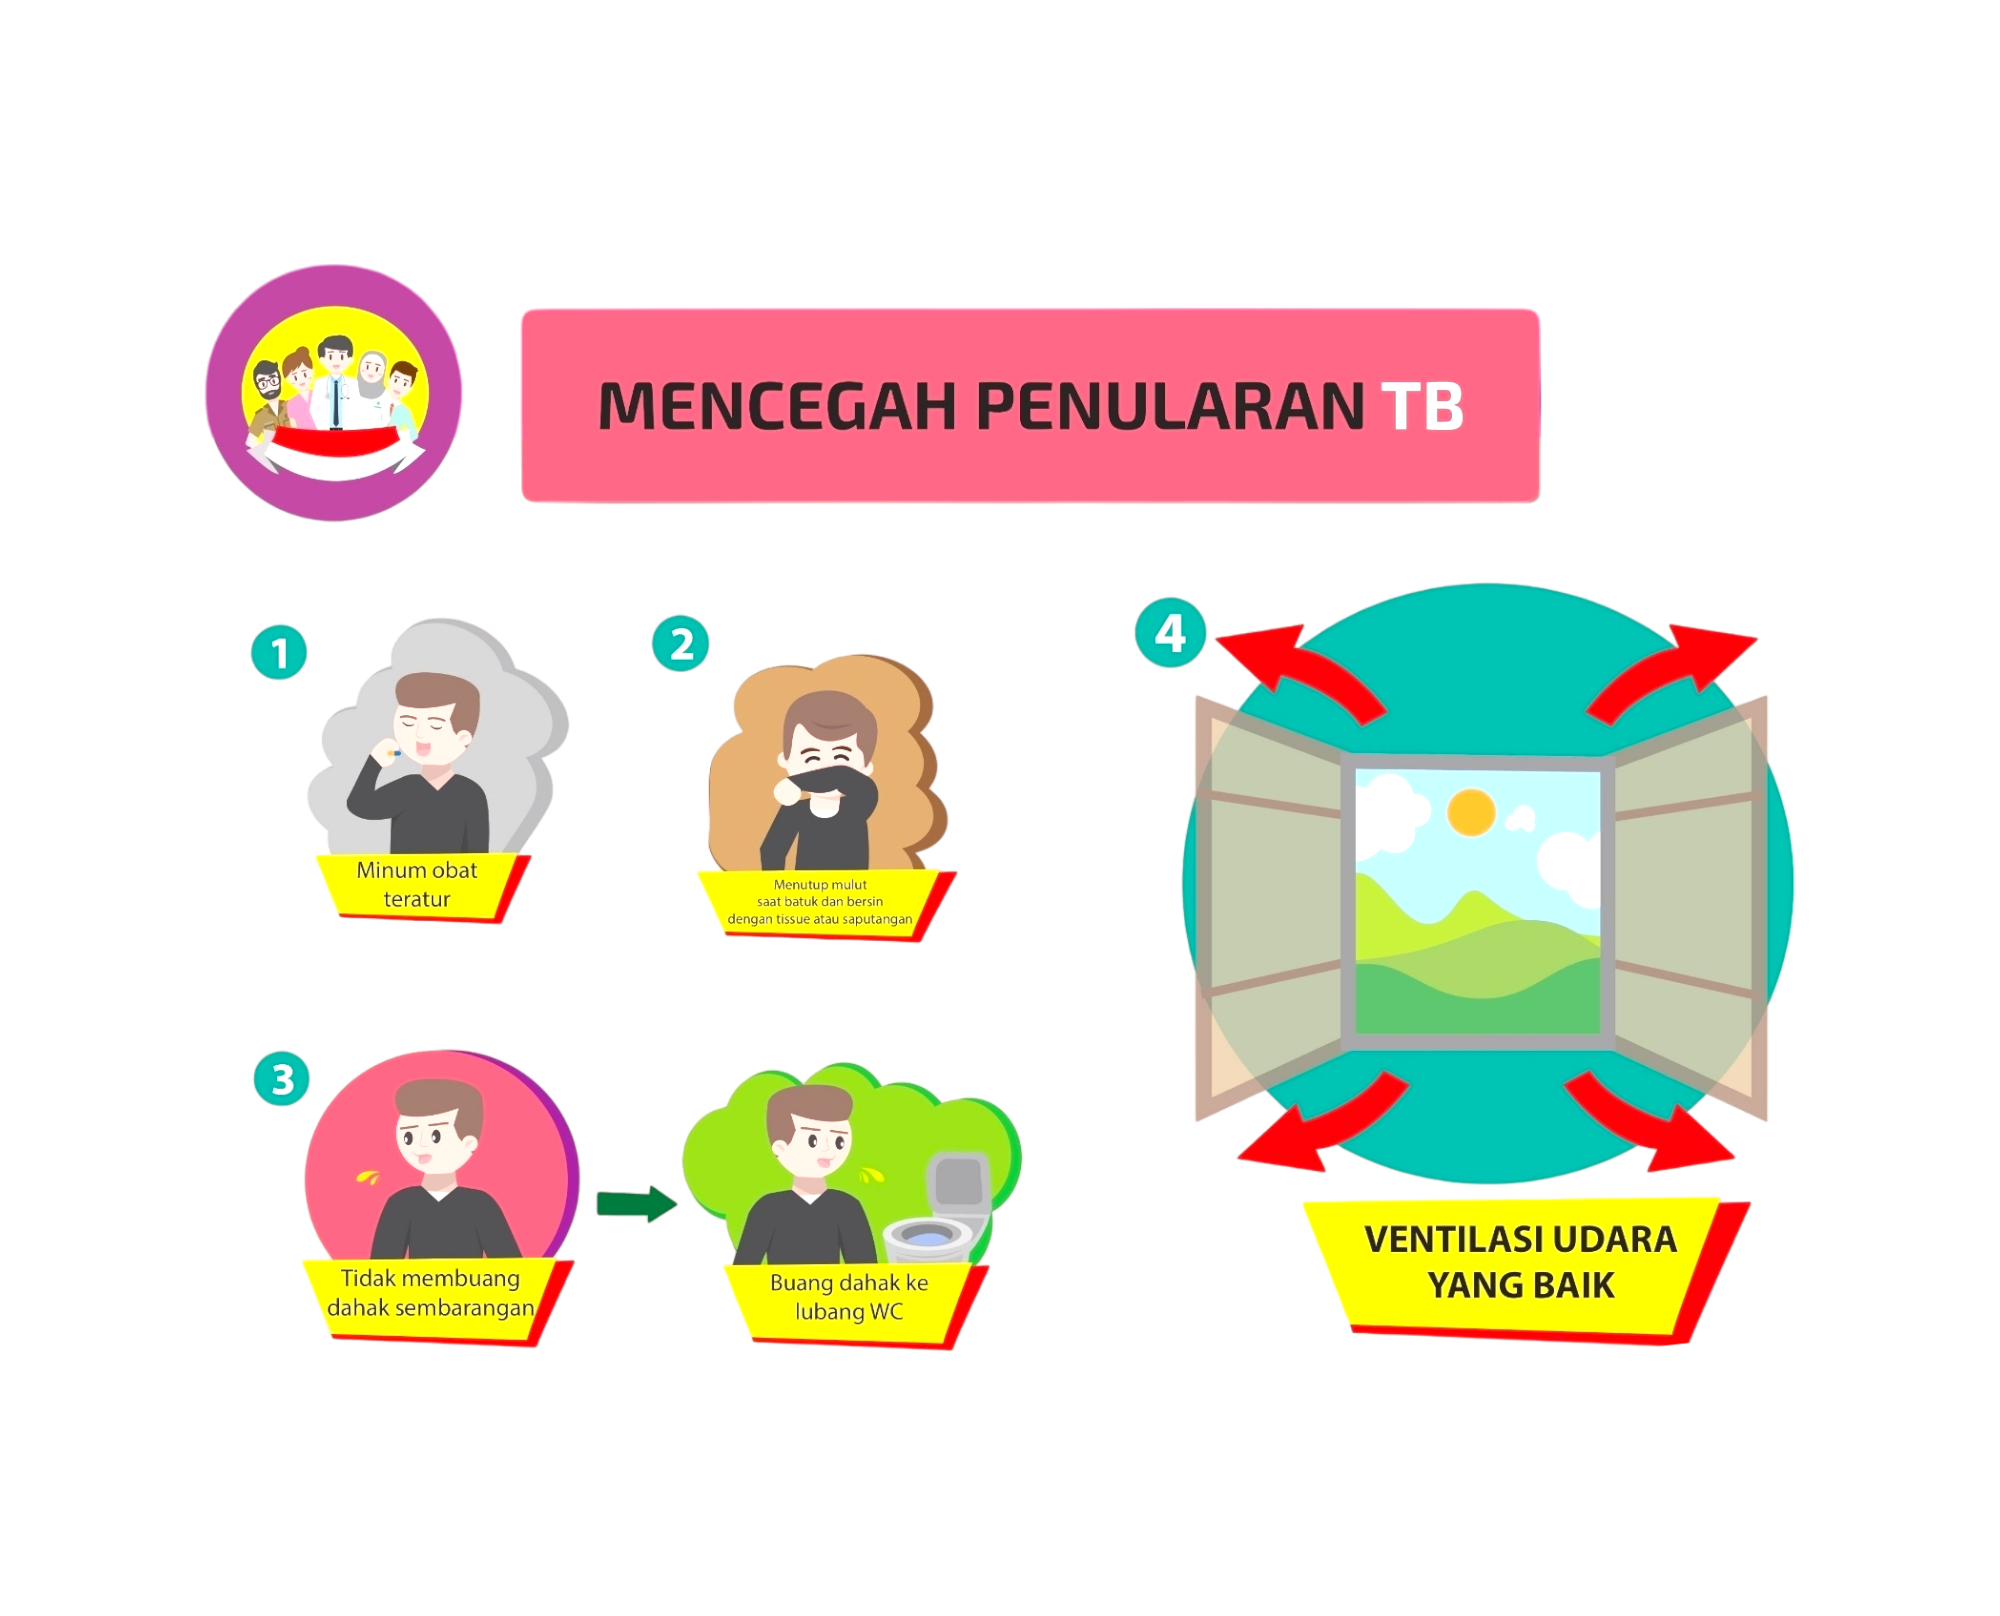 MENCEGAH PENULARAN TB
1
Minum obat
teratur
2
Menutup mulut
saat batuk dan bersin
dengan tissue atau saputangan
3
Tidak membuang
dahak sembarangan
Buang dahak ke
lubang WC
4
VENTILASI UDARA
YANG BAIK